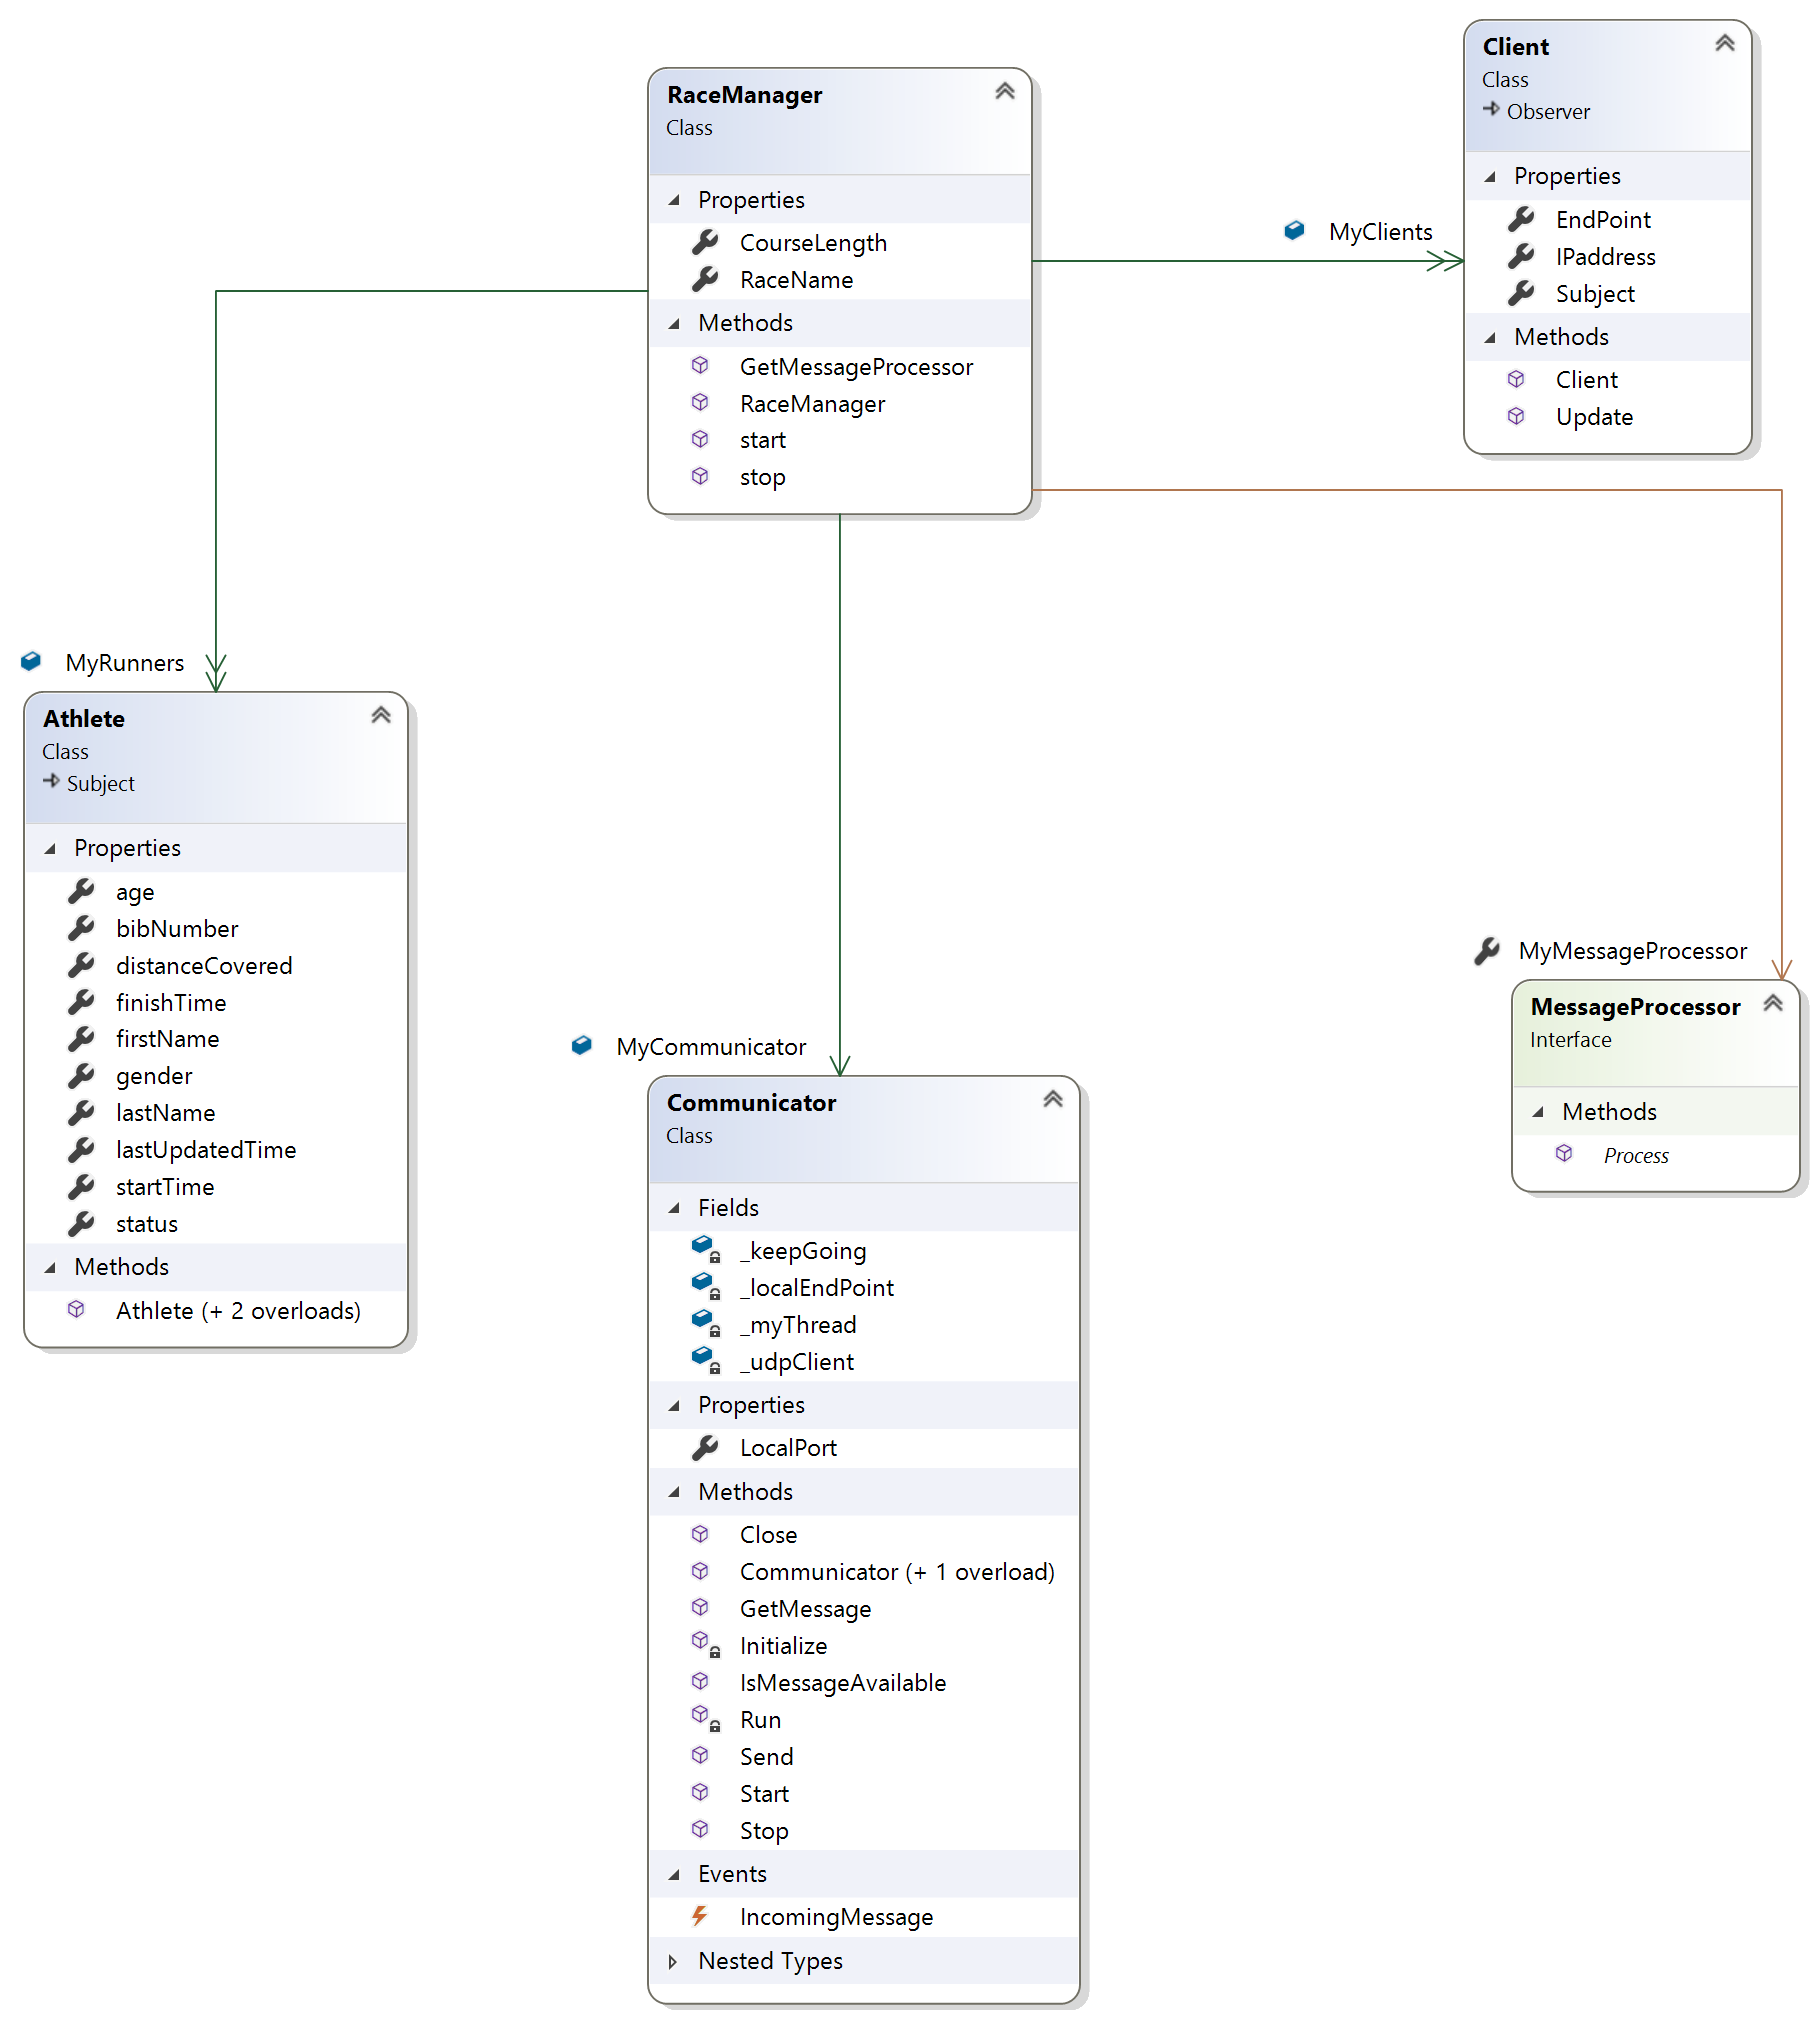 RaceManager
Class
Properties
CourseLength
RaceName
Methods
GetMessageProcessor
RaceManager
start
stop
MyClients
Client
Class
Observer
Properties
EndPoint
IPaddress
Subject
Methods
Client
Update
MyRunners
Athlete
Class
Subject
Properties
age
bibNumber
distanceCovered
finishTime
firstName
gender
lastName
lastUpdatedTime
startTime
status
Methods
Athlete (+ 2 overloads)
MyCommunicator
Communicator
Class
Fields
_keepGoing
_localEndPoint
_myThread
_udpClient
Properties
LocalPort
Methods
Close
Communicator (+ 1 overload)
GetMessage
Initialize
IsMessageAvailable
Run
Send
Start
Stop
Events
IncomingMessage
Nested Types
MyMessageProcessor
MessageProcessor
Interface
Methods
Process